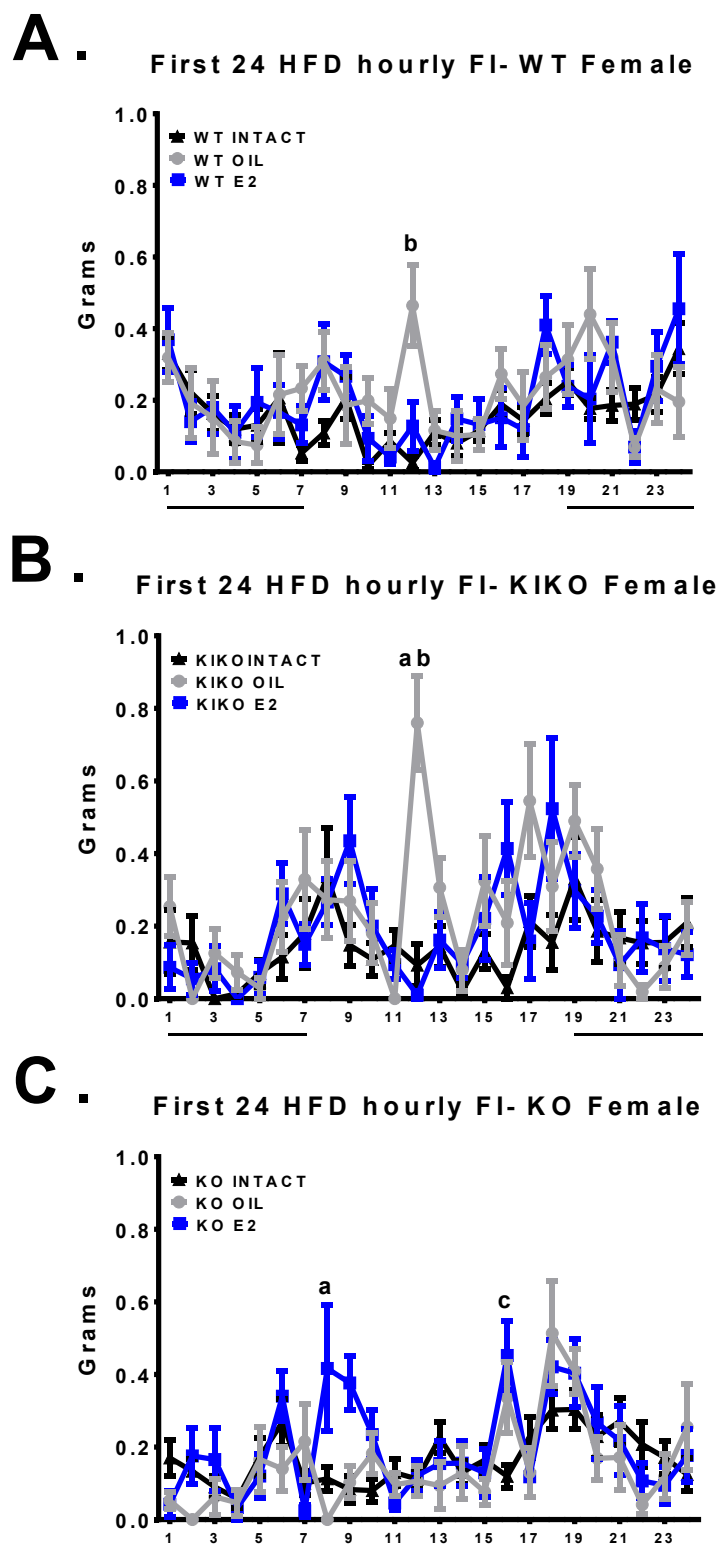 A.
First 24 HFD hourly FI- WT Female
1.0
WT INTACT
WT OIL
WT E2
0.8
b
0.6
Grams
0.4
0.2
0.0
1 3 5 7 9 11 13 15 17 19 21 23
B.
First 24 HFD hourly FI- KIKO Female
1.0
ab
KIKOINTACT
KIKO OIL
KIKO E2
0.8
Grams
0.6
0.4
0.2
0.0
1 3 5 7 9 11 13 15 17 19 21 23
C.
First 24 HFD hourly FI- KO Female
1.0
KO INTACT
KO OIL
KO E2
0.8
a
c
0.6
Grams
0.4
0.2
0.0
1 3 5 7 9 11 13 15 17 19 21 23